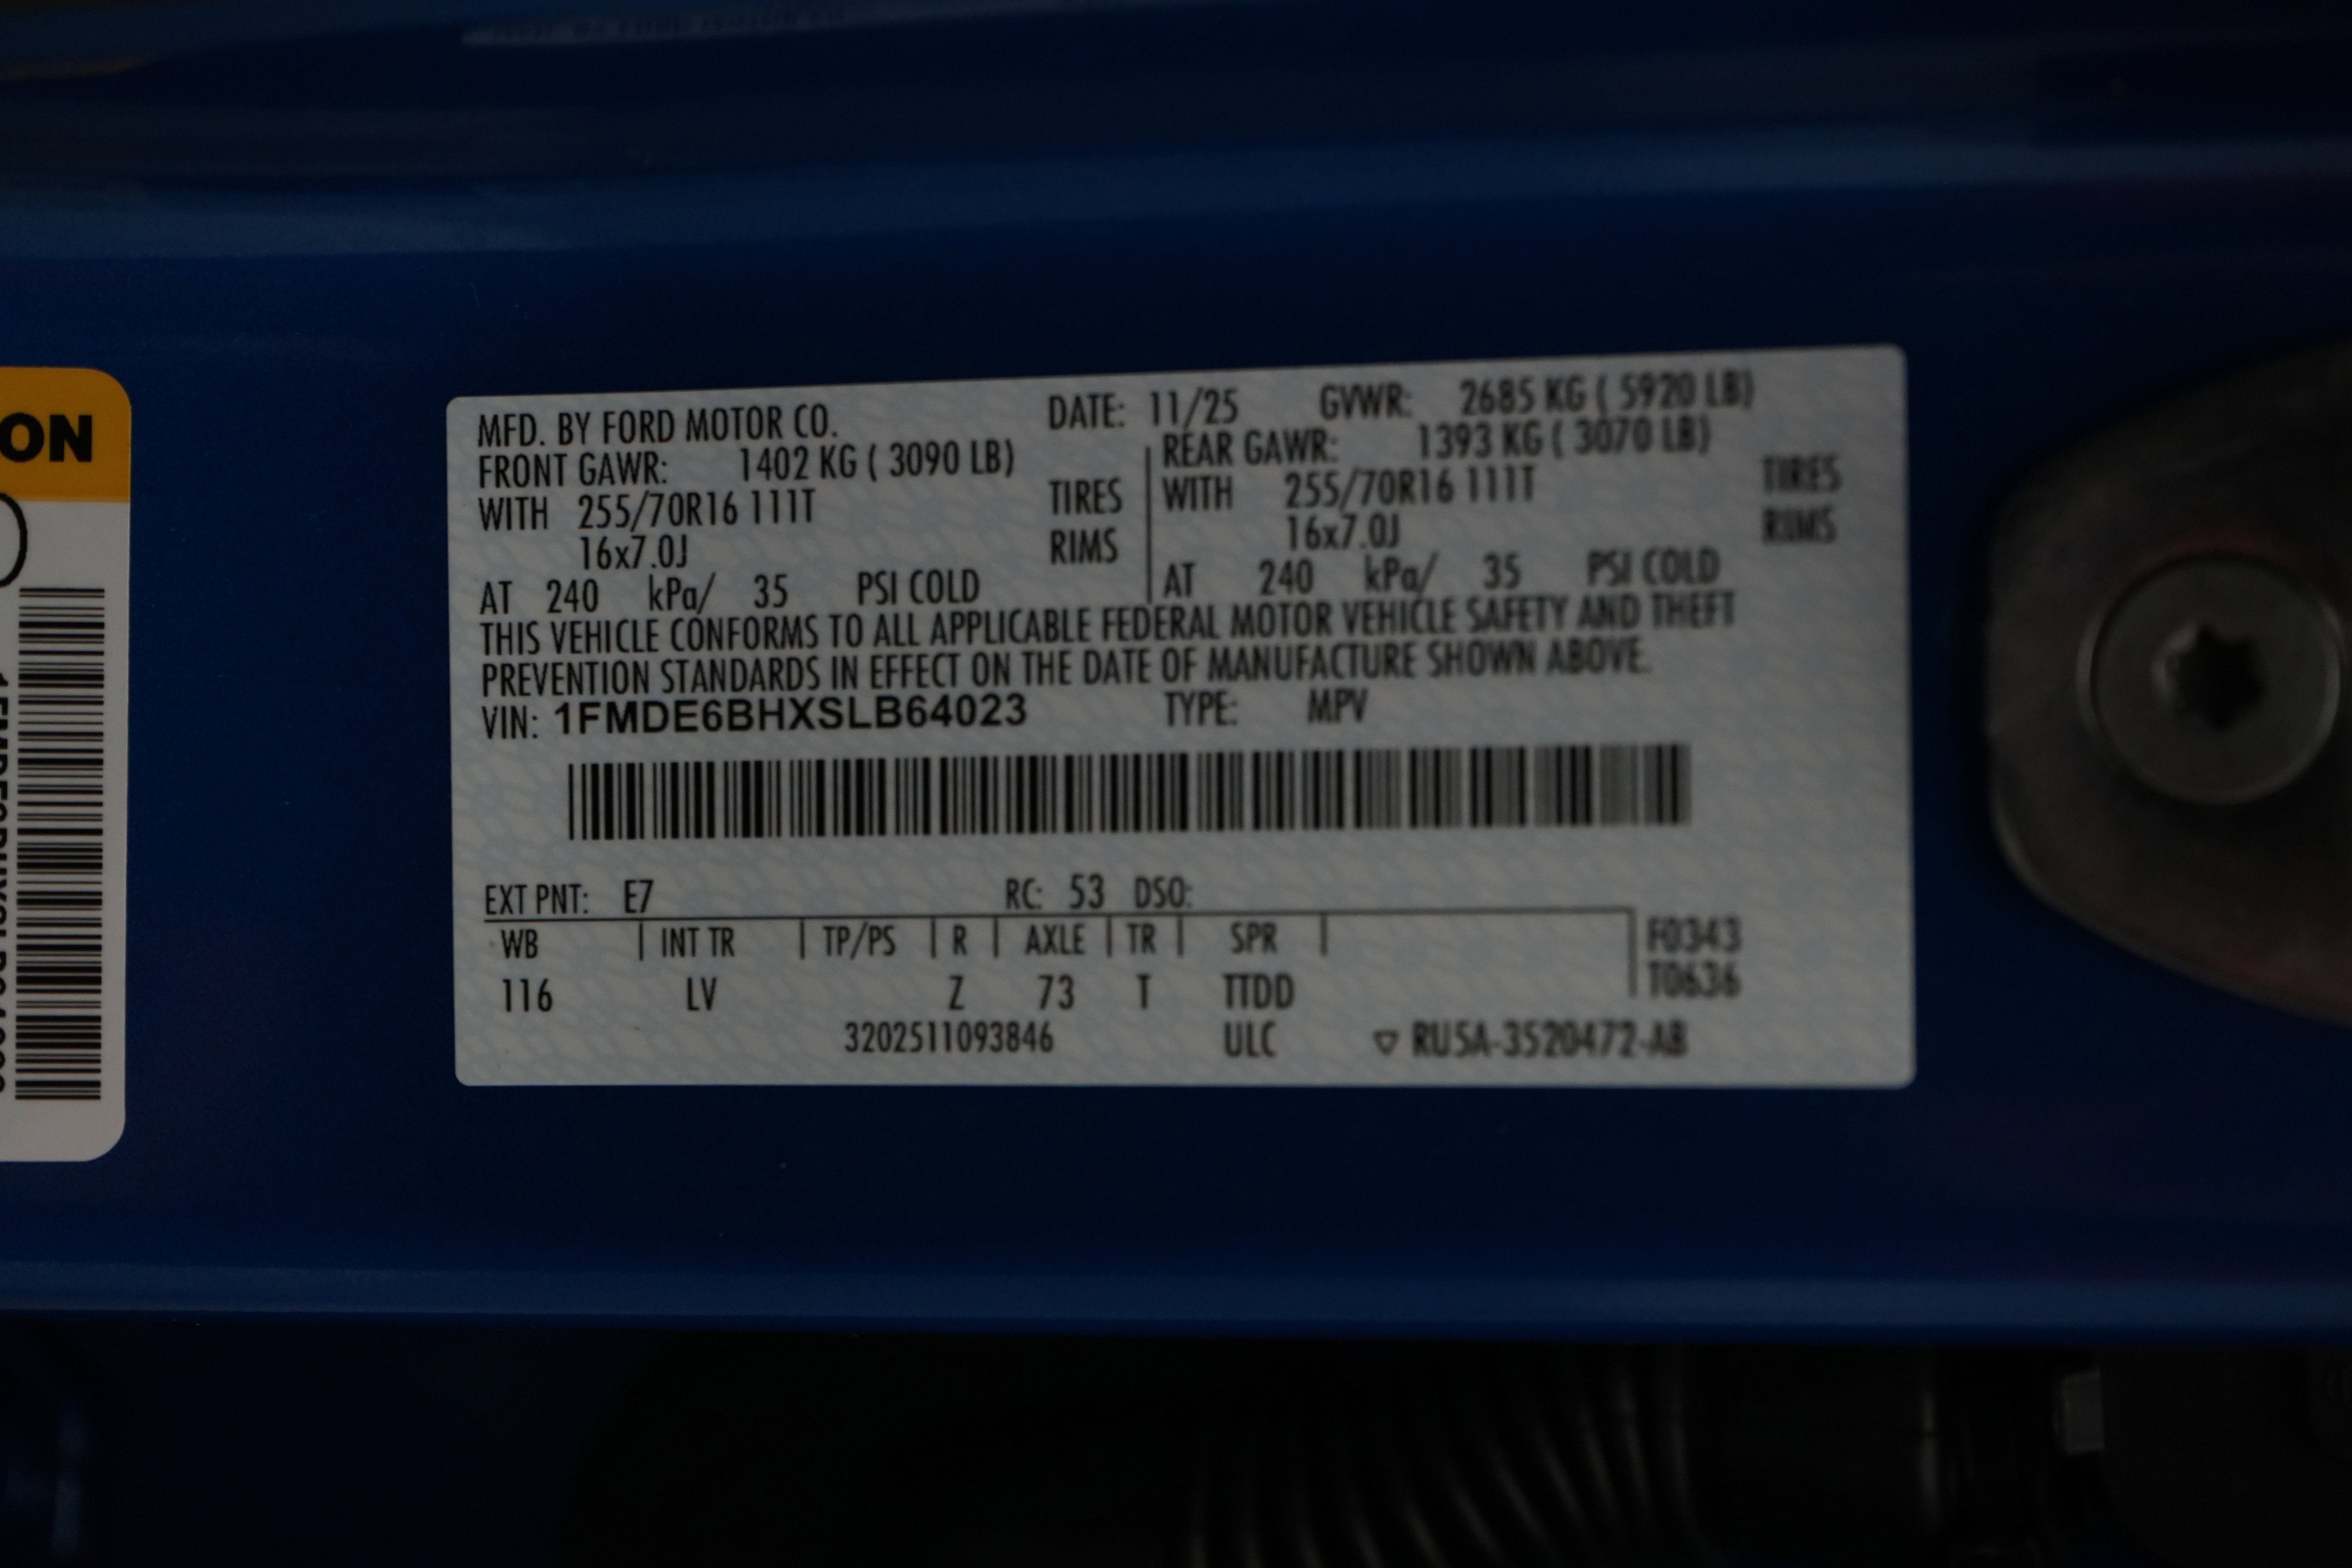 ON
MFD. BY FORD MOTOR CO. DATE: 11/25 GVWR: 2685 KG ( 5920 LB)
FRONT GAWR: 1402 KG ( 3090 LB) REAR GAWR: 1393 KG ( 3070 LB)
WITH 255/70R16 111T TIRES WITH 255/70R16 111T TIRES
16x7.0J RIMS 16x7.0J RIMS
AT 240 kPa/ 35 PSI COLD AT 240 kPa/ 35 PSI COLD
THIS VEHICLE CONFORMS TO ALL APPLICABLE FEDERAL MOTOR VEHICLE SAFETY AND THEFT
PREVENTION STANDARDS IN EFFECT ON THE DATE OF MANUFACTURE SHOWN ABOVE.
VIN: 1FMDE6BHXSLB64023 TYPE: MPV
EXT PNT: E7 RC: 53 DSO:
WB INT TR TP/PS R AXLE TR SPR F0343
116 LV Z 73 T TTDD T0636
3202511093846 ULC ▽ RU5A-3520472-AB